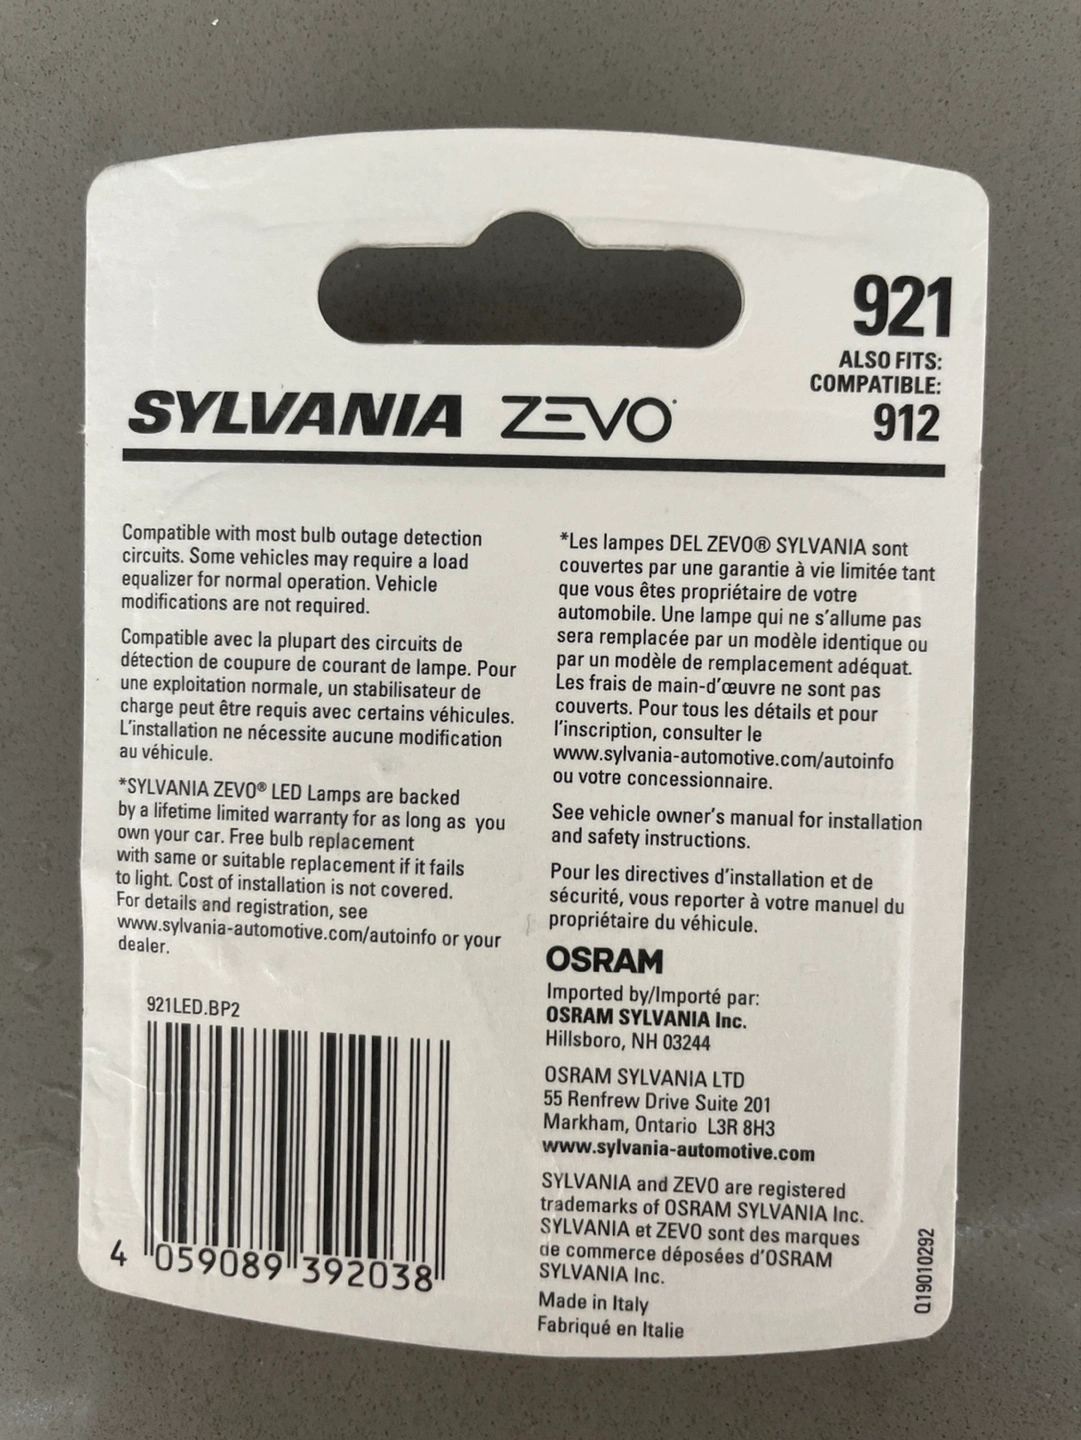 921
ALSO FITS:
COMPATIBLE:
912
SYLVANIA ZEVO
Compatible with most bulb outage detection
circuits. Some vehicles may require a load
equalizer for normal operation. Vehicle
modifications are not required.
Compatible avec la plupart des circuits de
détection de coupure de courant de lampe. Pour
une exploitation normale, un stabilisateur de
charge peut être requis avec certains véhicules.
L'installation ne nécessite aucune modification
au véhicule.
*SYLVANIA ZEVO® LED Lamps are backed
by a lifetime limited warranty for as long as you
own your car. Free bulb replacement
with same or suitable replacement if it fails
to light. Cost of installation is not covered.
For details and registration, see
www.sylvania-automotive.com/autoinfo or your
dealer.
921LED.BP2
4 059089 392038
*Les lampes DEL ZEVO® SYLVANIA sont
couvertes par une garantie à vie limitée tant
que vous êtes propriétaire de votre
automobile. Une lampe qui ne s'allume pas
sera remplacée par un modèle identique ou
par un modèle de remplacement adéquat.
Les frais de main-d'œuvre ne sont pas
couverts. Pour tous les détails et pour
l'inscription, consulter le
www.sylvania-automotive.com/autoinfo
ou votre concessionnaire.
See vehicle owner's manual for installation
and safety instructions.
Pour les directives d'installation et de
sécurité, vous reporter à votre manuel du
propriétaire du véhicule.
OSRAM
Imported by/Importé par:
OSRAM SYLVANIA Inc.
Hillsboro, NH 03244
OSRAM SYLVANIA LTD
55 Renfrew Drive Suite 201
Markham, Ontario L3R 8H3
www.sylvania-automotive.com
SYLVANIA and ZEVO are registered
trademarks of OSRAM SYLVANIA Inc.
SYLVANIA et ZEVO sont des marques
de commerce déposées d'OSRAM
SYLVANIA Inc.
Made in Italy
Fabriqué en Italie
Q19010292